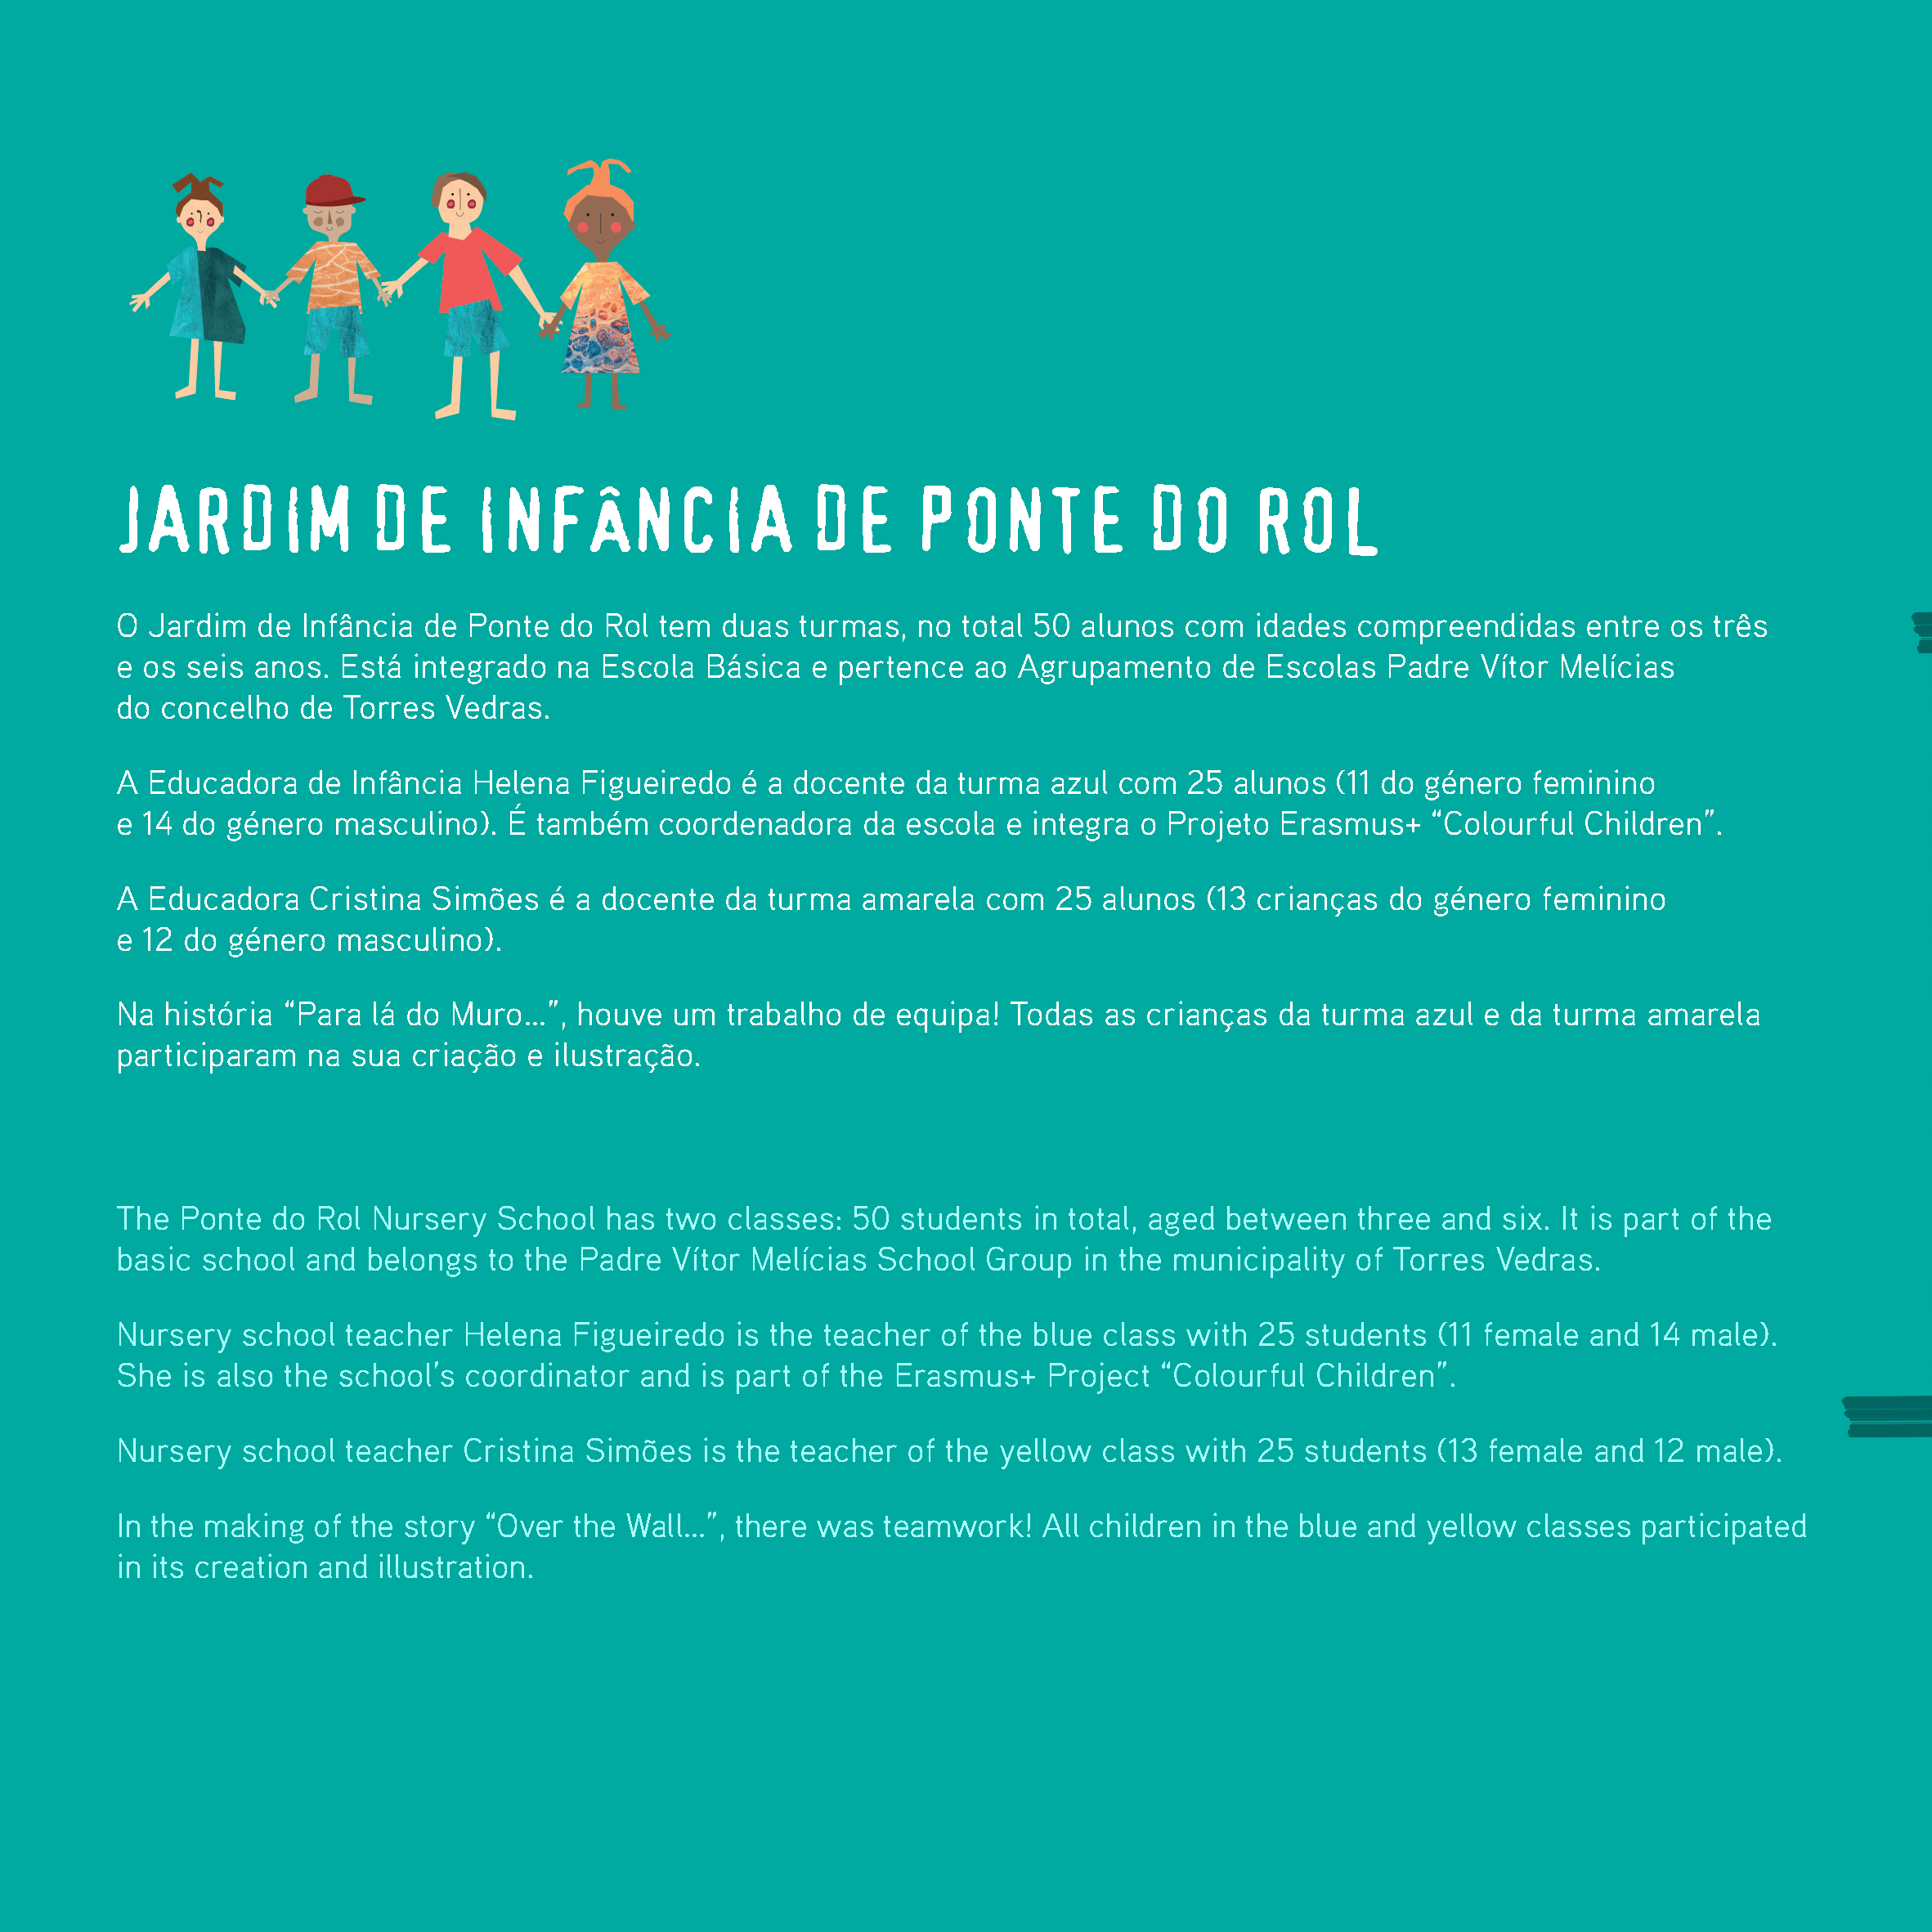 JARDIM DE INFÂNCIA DE PONTE DO ROL
O Jardim de Infância de Ponte do Rol tem duas turmas, no total 50 alunos com idades compreendidas entre os três
e os seis anos. Está integrado na Escola Básica e pertence ao Agrupamento de Escolas Padre Vítor Melícias
do concelho de Torres Vedras.
A Educadora de Infância Helena Figueiredo é a docente da turma azul com 25 alunos (11 do género feminino
e 14 do género masculino). É também coordenadora da escola e integra o Projeto Erasmus+ “Colourful Children”.
A Educadora Cristina Simões é a docente da turma amarela com 25 alunos (13 crianças do género feminino
e 12 do género masculino).
Na história “Para lá do Muro…”, houve um trabalho de equipa! Todas as crianças da turma azul e da turma amarela
participaram na sua criação e ilustração.
The Ponte do Rol Nursery School has two classes: 50 students in total, aged between three and six. It is part of the
basic school and belongs to the Padre Vítor Melícias School Group in the municipality of Torres Vedras.
Nursery school teacher Helena Figueiredo is the teacher of the blue class with 25 students (11 female and 14 male).
She is also the school’s coordinator and is part of the Erasmus+ Project “Colourful Children”.
Nursery school teacher Cristina Simões is the teacher of the yellow class with 25 students (13 female and 12 male).
In the making of the story “Over the Wall…”, there was teamwork! All children in the blue and yellow classes participated
in its creation and illustration.